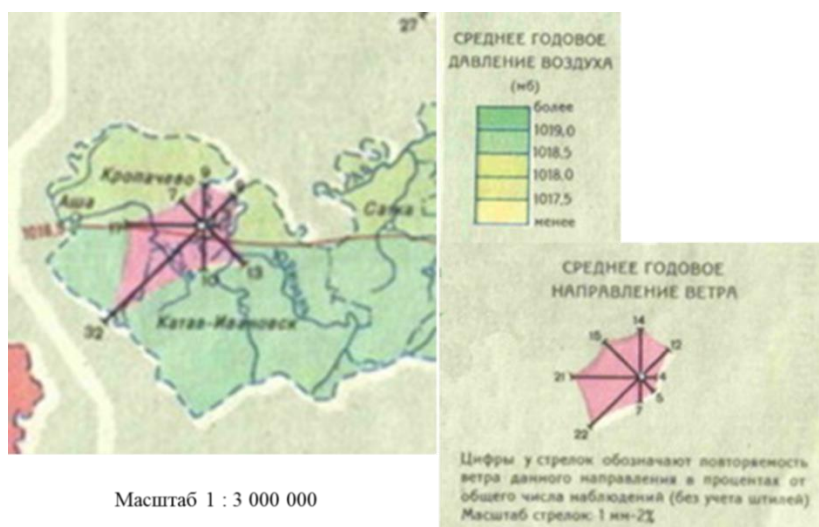 27
Кропачево
9
9
7
Аша
1018,5
Сатка
13
10
32
Катав-Ивановск
Масштаб 1 : 3 000 000
СРЕДНЕЕ ГОДОВОЕ
ДАВЛЕНИЕ ВОЗДУХА
(мб)
более
1019,0
1018,5
1018,0
1017,5
менее
СРЕДНЕЕ ГОДОВОЕ
НАПРАВЛЕНИЕ ВЕТРА
14
15
12
21
4
5
7
22
Цифры у стрелок обозначают повторяемость
ветра данного направления в процентах от
общего числа наблюдений (без учета штилей)
Масштаб стрелок: 1 мм-2%